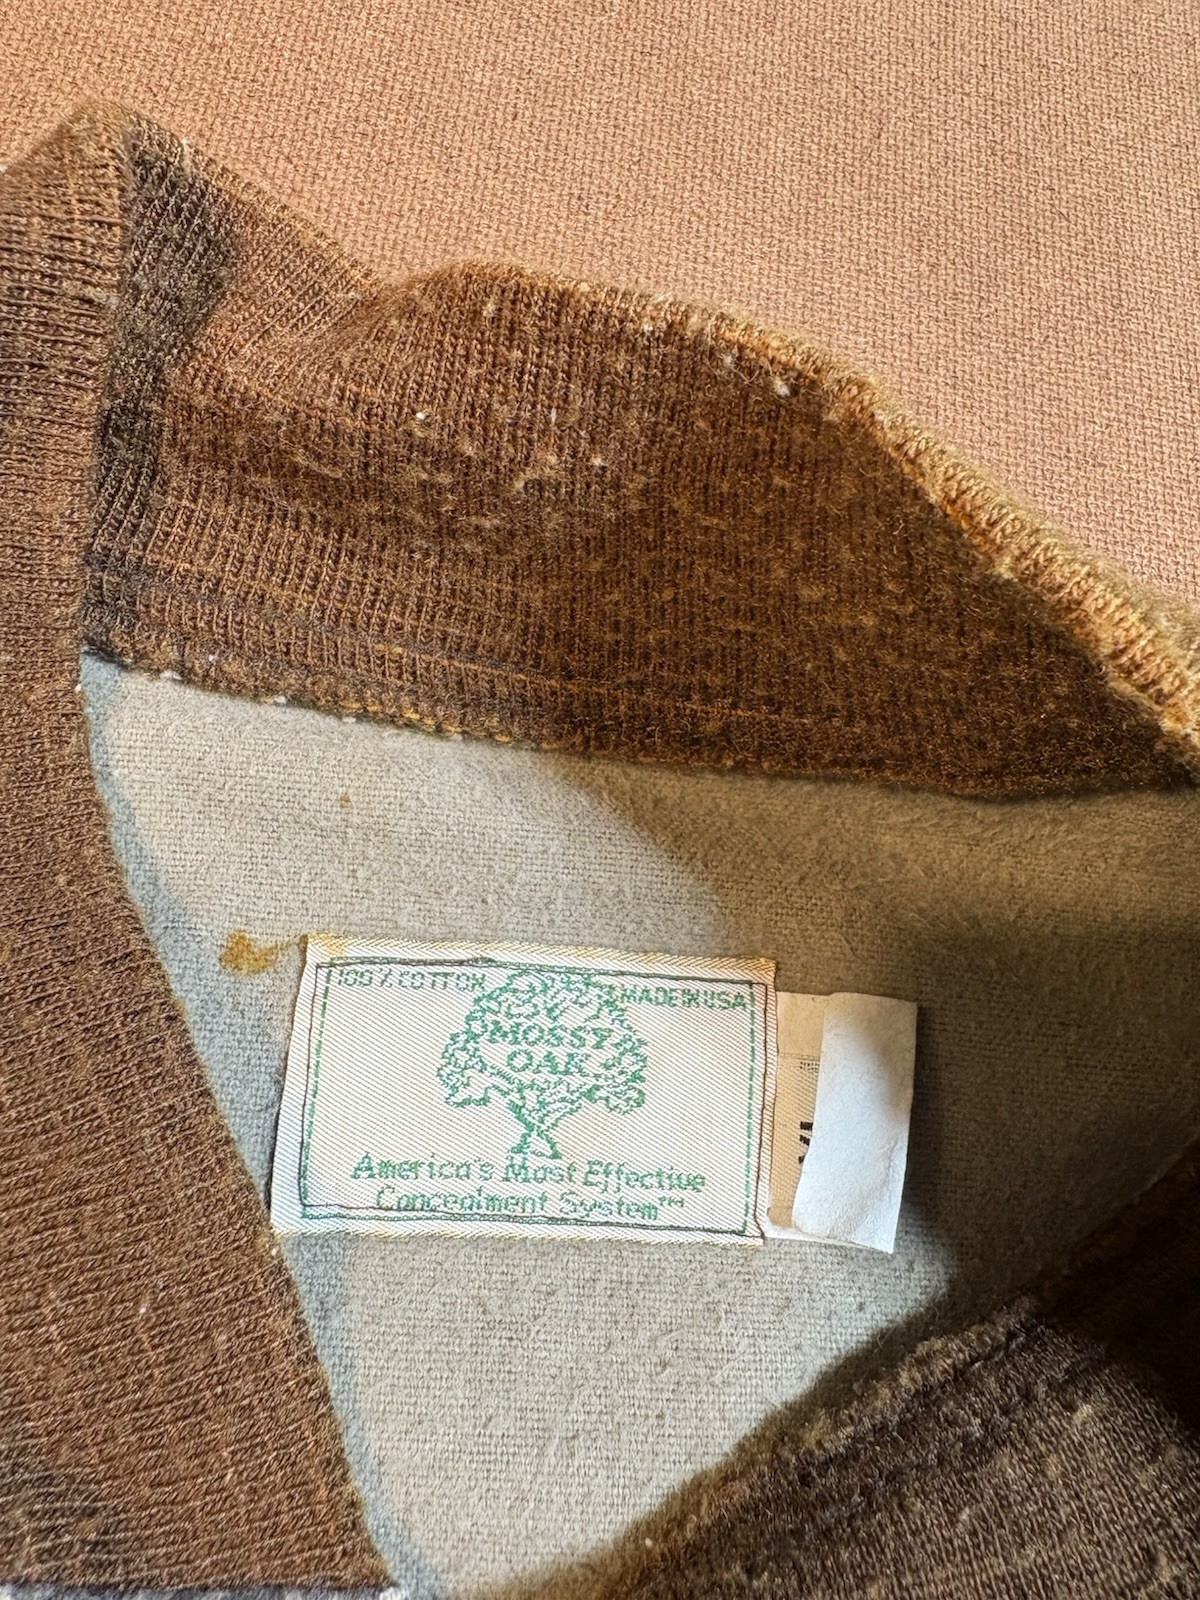 100% COTTON
MADE IN USA
MOSSY
OAK
America's Most Effective
Concealment System™